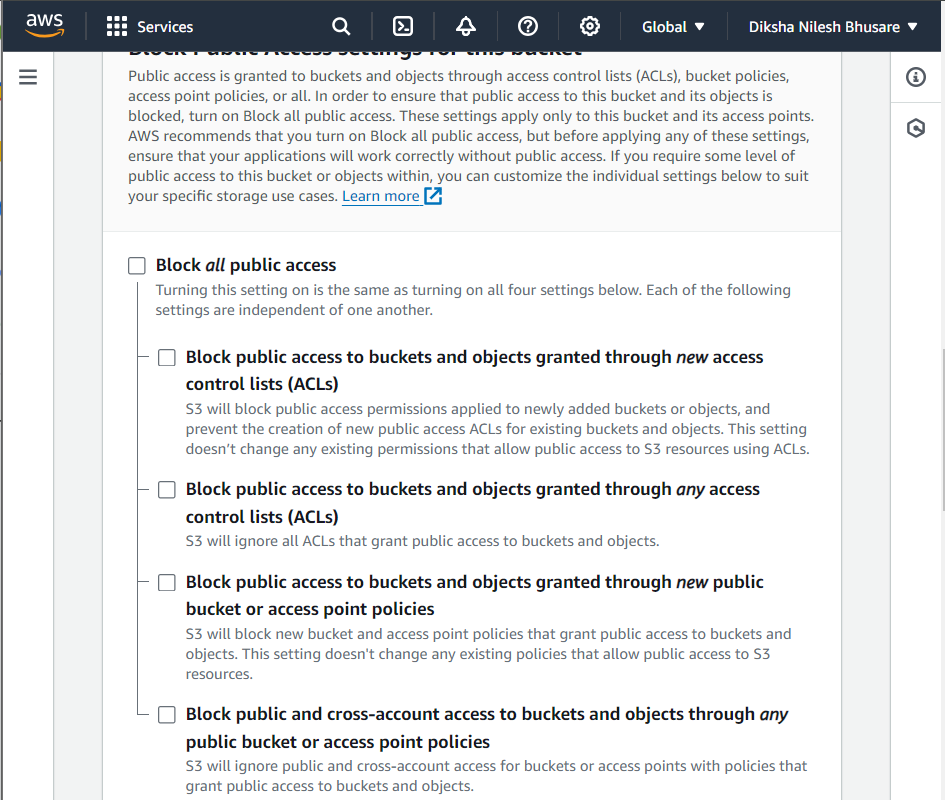 aws
Services
Global
Diksha Nilesh Bhusare
Block Public Access settings for this bucket
Public access is granted to buckets and objects through access control lists (ACLs), bucket policies,
access point policies, or all. In order to ensure that public access to this bucket and its objects is
blocked, turn on Block all public access. These settings apply only to this bucket and its access points.
AWS recommends that you turn on Block all public access, but before applying any of these settings,
ensure that your applications will work correctly without public access. If you require some level of
public access to this bucket or objects within, you can customize the individual settings below to suit
your specific storage use cases. Learn more
Block all public access
Turning this setting on is the same as turning on all four settings below. Each of the following
settings are independent of one another.
Block public access to buckets and objects granted through new access
control lists (ACLs)
S3 will block public access permissions applied to newly added buckets or objects, and
prevent the creation of new public access ACLs for existing buckets and objects. This setting
doesn’t change any existing permissions that allow public access to S3 resources using ACLs.
Block public access to buckets and objects granted through any access
control lists (ACLs)
S3 will ignore all ACLs that grant public access to buckets and objects.
Block public access to buckets and objects granted through new public
bucket or access point policies
S3 will block new bucket and access point policies that grant public access to buckets and
objects. This setting doesn't change any existing policies that allow public access to S3
resources.
Block public and cross-account access to buckets and objects through any
public bucket or access point policies
S3 will ignore public and cross-account access for buckets or access points with policies that
grant public access to buckets and objects.